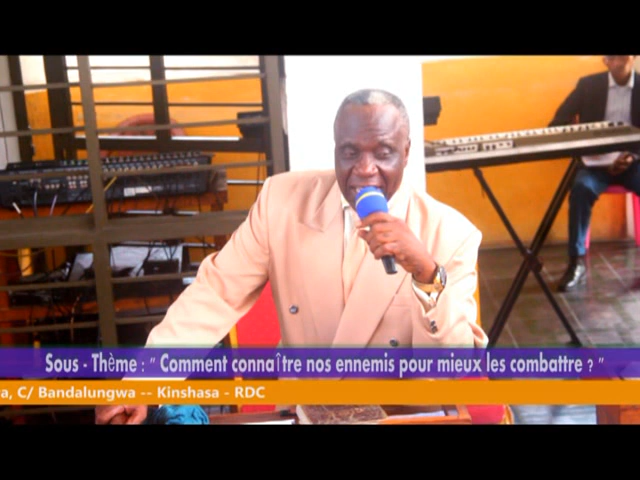 Sous - Thème : " Comment connaître nos ennemis pour mieux les combattre ? "
C/ Bandalungwa -- Kinshasa - RDC